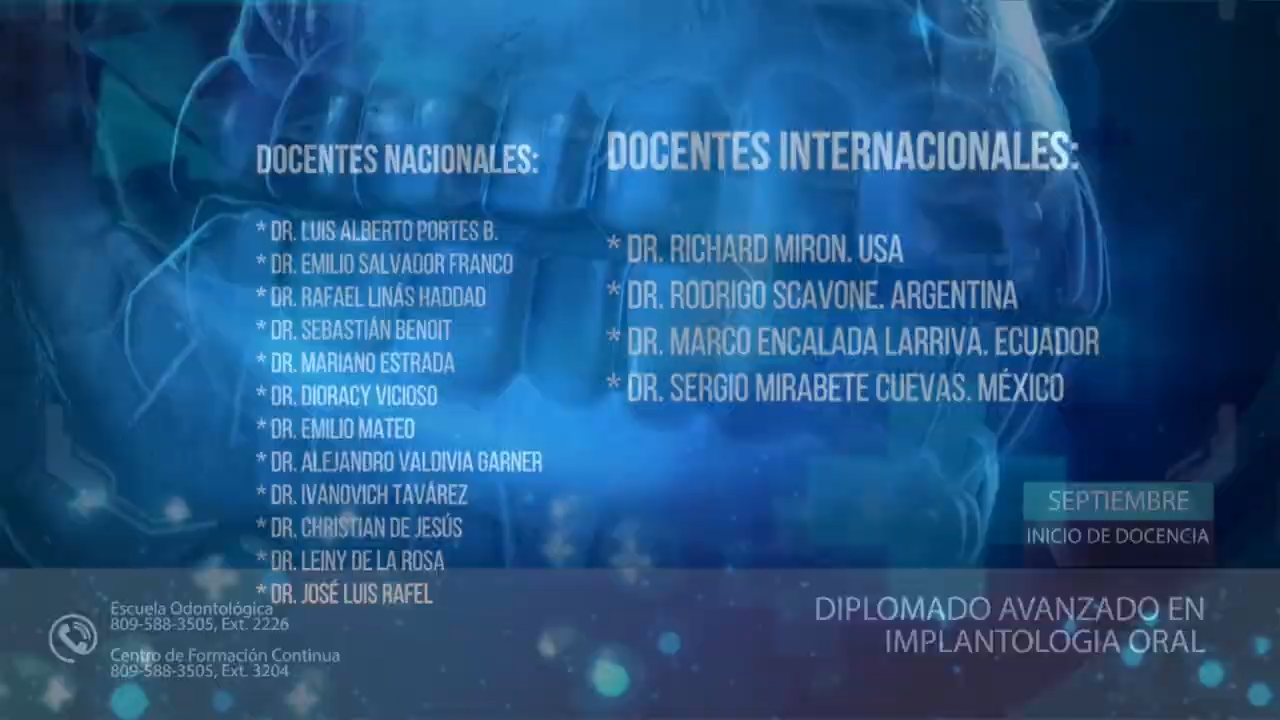 DOCENTES NACIONALES:
* DR. LUIS ALBERTO PORTES B.
* DR. EMILIO SALVADOR FRANCO
* DR. RAFAEL LINÁS HADDAD
* DR. SEBASTIÁN BENOIT
* DR. MARIANO ESTRADA
* DR. DIORACY VICIOSO
* DR. EMILIO MATEO
* DR. ALEJANDRO VALDIVIA GARNER
* DR. IVANOVICH TAVÁREZ
* DR. CHRISTIAN DE JESÚS
* DR. LEINY DE LA ROSA
* DR. JOSÉ LUIS RAFEL
DOCENTES INTERNACIONALES:
* DR. RICHARD MIRON. USA
* DR. RODRIGO SCAVONE. ARGENTINA
* DR. MARCO ENCALADA LARRIVA. ECUADOR
* DR. SERGIO MIRABETE CUEVAS. MÉXICO
SEPTIEMBRE
INICIO DE DOCENCIA
Escuela Odontológica
809-588-3505, Ext. 2226
Centro de Formación Continua
809-588-3505, Ext. 3204
DIPLOMADO AVANZADO EN
IMPLANTOLOGIA ORAL